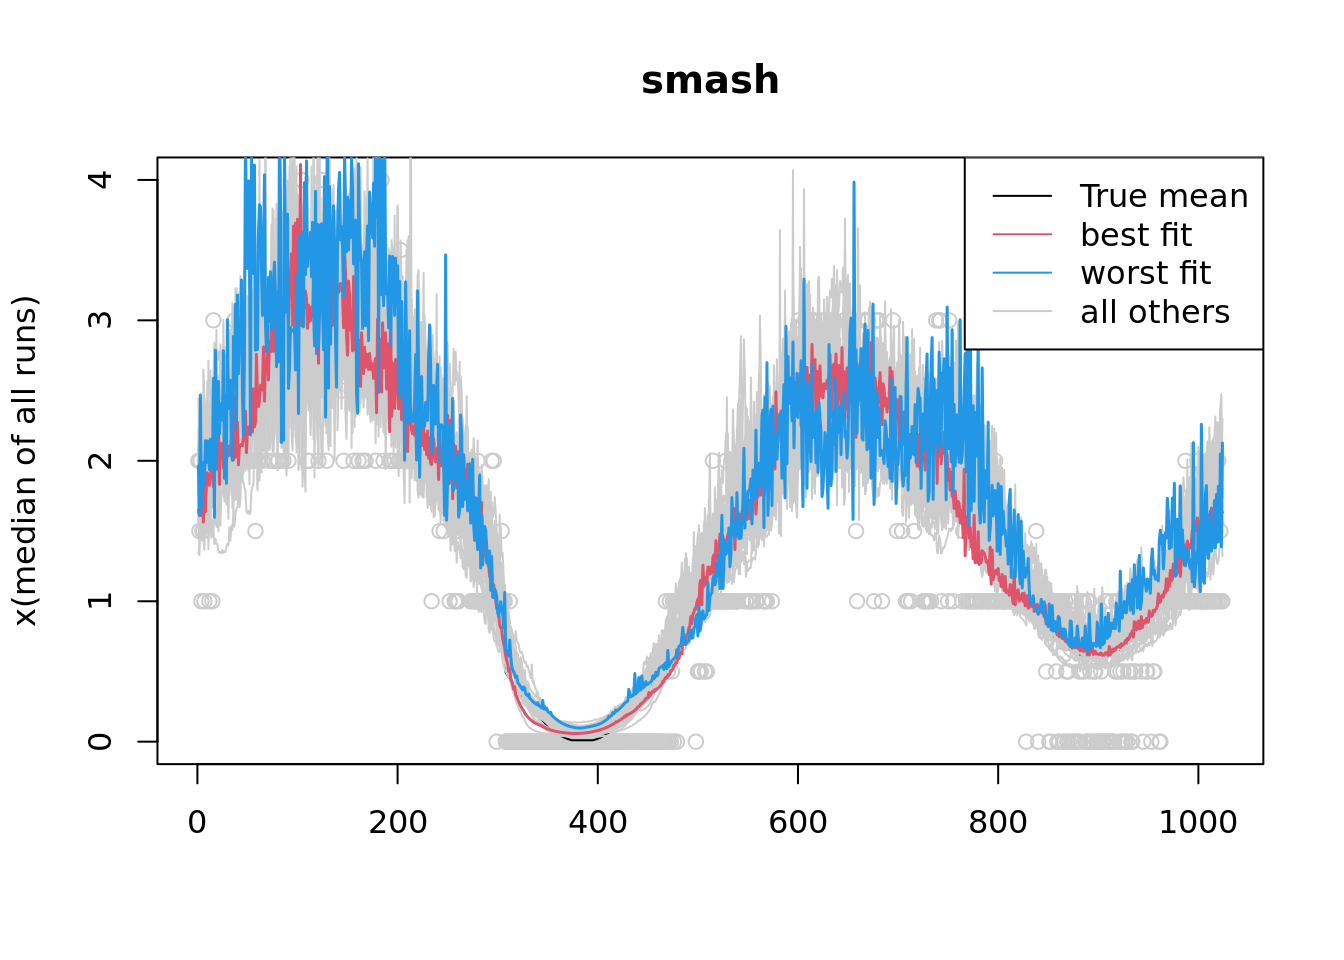 smash
x(median of all runs)
4
3
2
1
0
True mean
best fit
worst fit
all others
0 200 400 600 800 1000